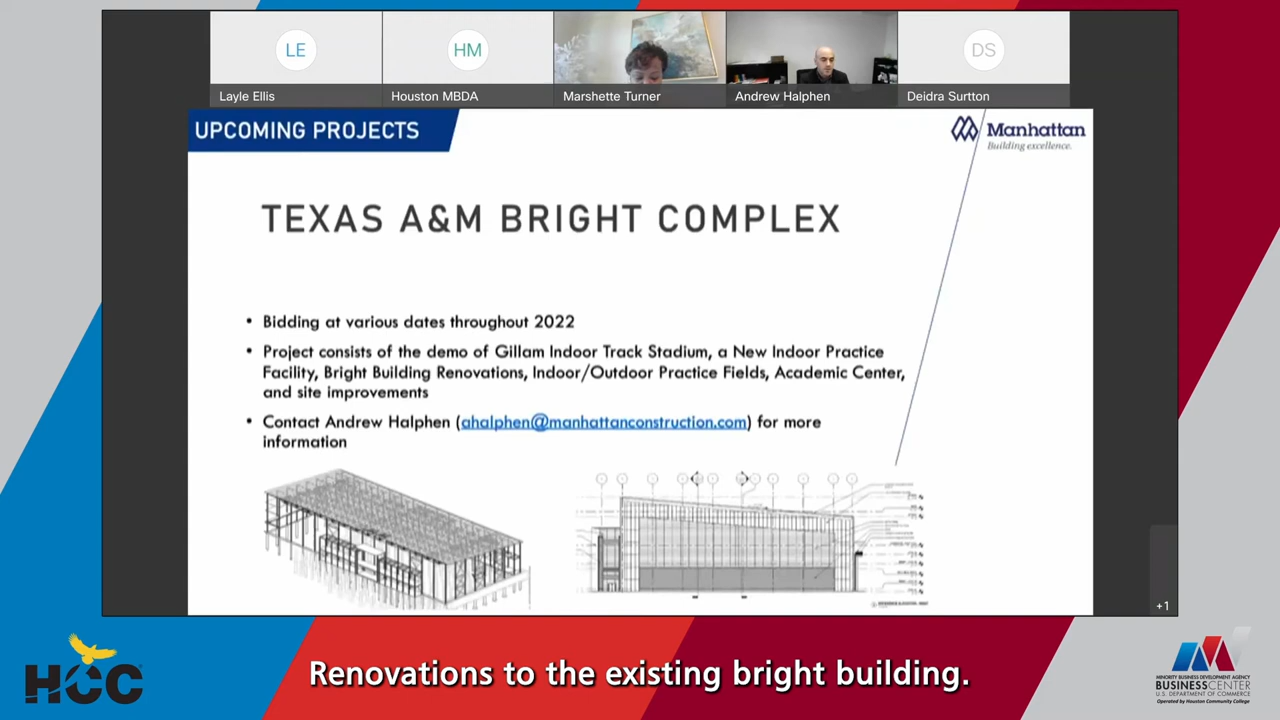 LE
HM
DS
Layle Ellis
Houston MBDA
Marshette Turner
Andrew Halphen
Deidra Surtton
UPCOMING PROJECTS
Manhattan
Building excellence.
TEXAS A&M BRIGHT COMPLEX
• Bidding at various dates throughout 2022
• Project consists of the demo of Gillam Indoor Track Stadium, a New Indoor Practice
Facility, Bright Building Renovations, Indoor/Outdoor Practice Fields, Academic Center,
and site improvements
• Contact Andrew Halphen (ahalphen@manhattanconstruction.com) for more
information
+1
Renovations to the existing bright building.
HCC
MINORITY BUSINESS DEVELOPMENT AGENCY
BUSINESS CENTER
U.S. DEPARTMENT OF COMMERCE
Operated by Houston Community College